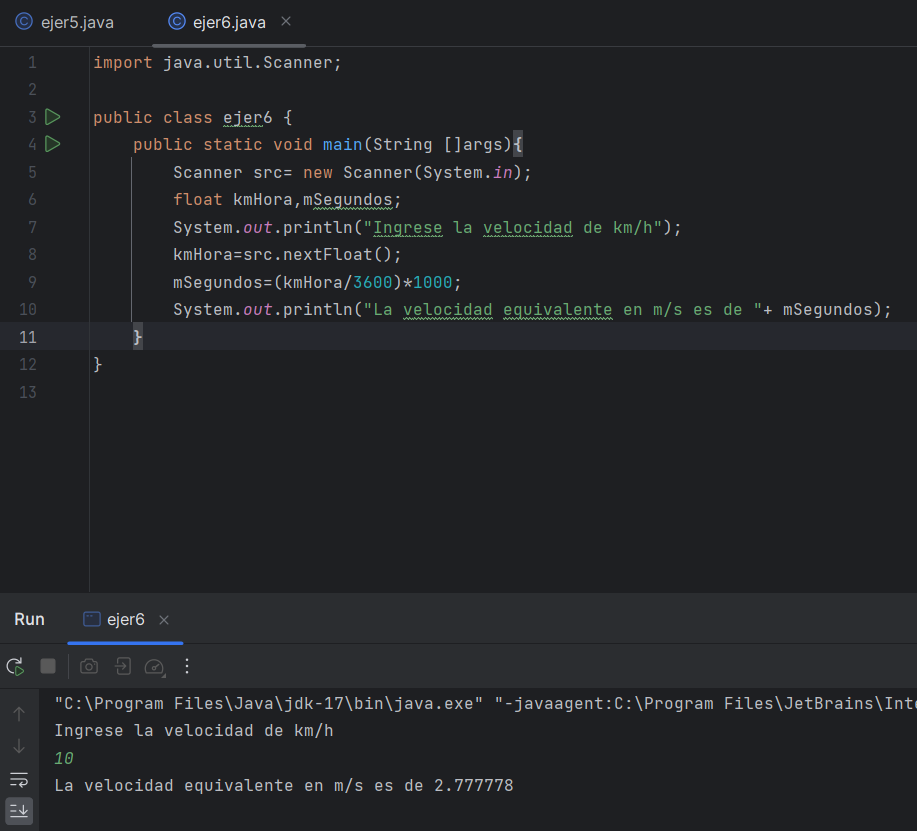 ejer5.java ejer6.java
1 import java.util.Scanner;
2
3 public class ejer6 {
4 public static void main(String []args){
5 Scanner src= new Scanner(System.in);
6 float kmHora,mSegundos;
7 System.out.println("Ingrese la velocidad de km/h");
8 kmHora=src.nextFloat();
9 mSegundos=(kmHora/3600)*1000;
10 System.out.println("La velocidad equivalente en m/s es de "+ mSegundos);
11 }
12 }
13
Run ejer6
"C:\Program Files\Java\jdk-17\bin\java.exe" "-javaagent:C:\Program Files\JetBrains\Inte
Ingrese la velocidad de km/h
10
La velocidad equivalente en m/s es de 2.777778